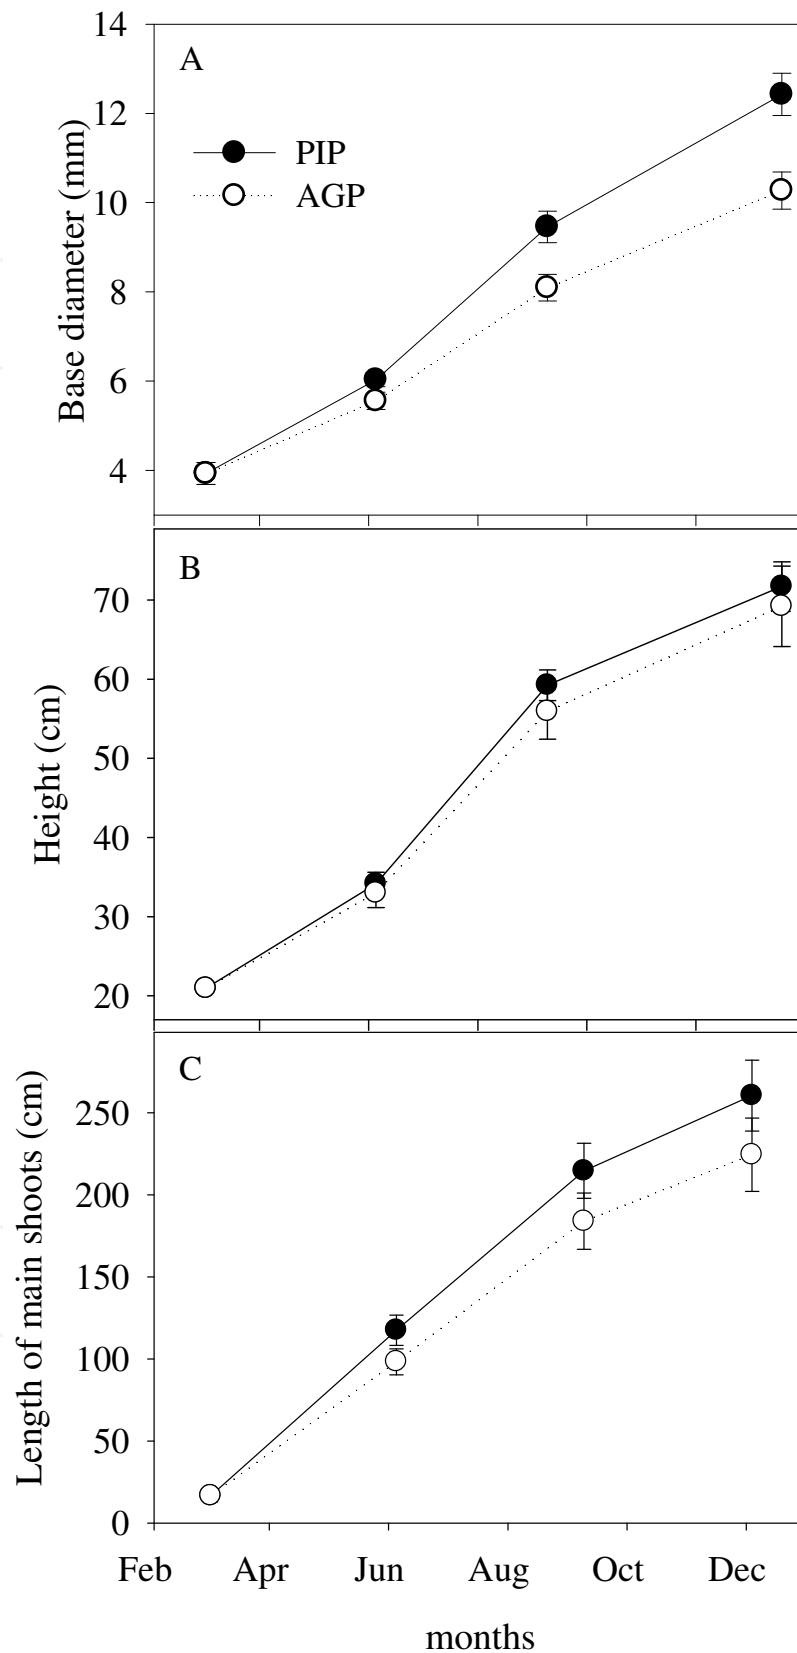 A
Base diameter (mm)
14
12
10
8
6
4
PIP
AGP
B
Height (cm)
70
60
50
40
30
20
C
Length of main shoots (cm)
250
200
150
100
50
0
Feb Apr Jun Aug Oct Dec
months